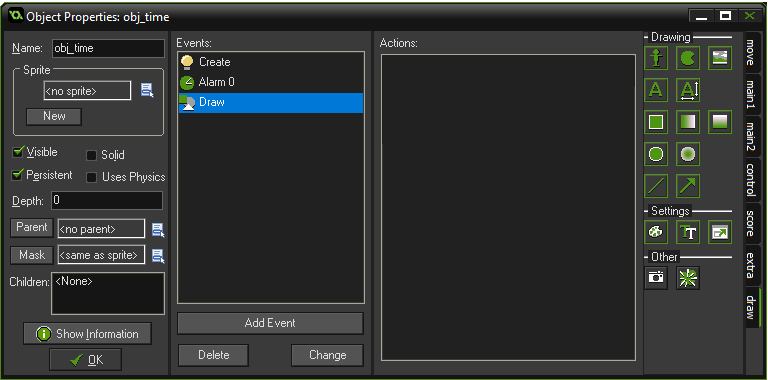 Object Properties: obj_time
Name: obj_time
Sprite
<no sprite>
New
Visible
Solid
Persistent
Uses Physics
Depth: 0
Parent <no parent>
Mask <same as sprite>
Children: <None>
Show Information
OK
Events:
Create
Alarm 0
Draw
Add Event
Delete
Change
Actions:
Drawing
A
A
Settings
TT
Other
move
main1
main2
control
score
extra
draw